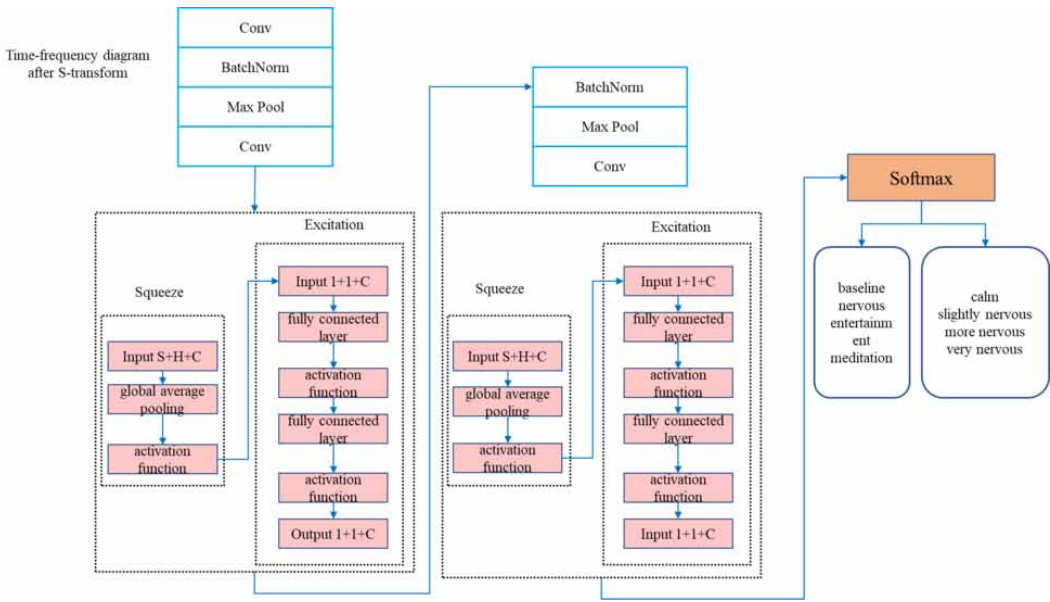 Time-frequency diagram
after S-transform
Conv
BatchNorm
Max Pool
Conv
BatchNorm
Max Pool
Conv
Softmax
baseline
nervous
entertainm
ent
meditation
calm
slightly nervous
more nervous
very nervous
Squeeze
Input S+H+C
global average
pooling
activation
function
Excitation
Input 1+1+C
fully connected
layer
activation
function
fully connected
layer
activation
function
Output 1+1+C
Squeeze
Input S+H+C
global average
pooling
activation
function
Excitation
Input 1+1+C
fully connected
layer
activation
function
fully connected
layer
activation
function
Input 1+1+C